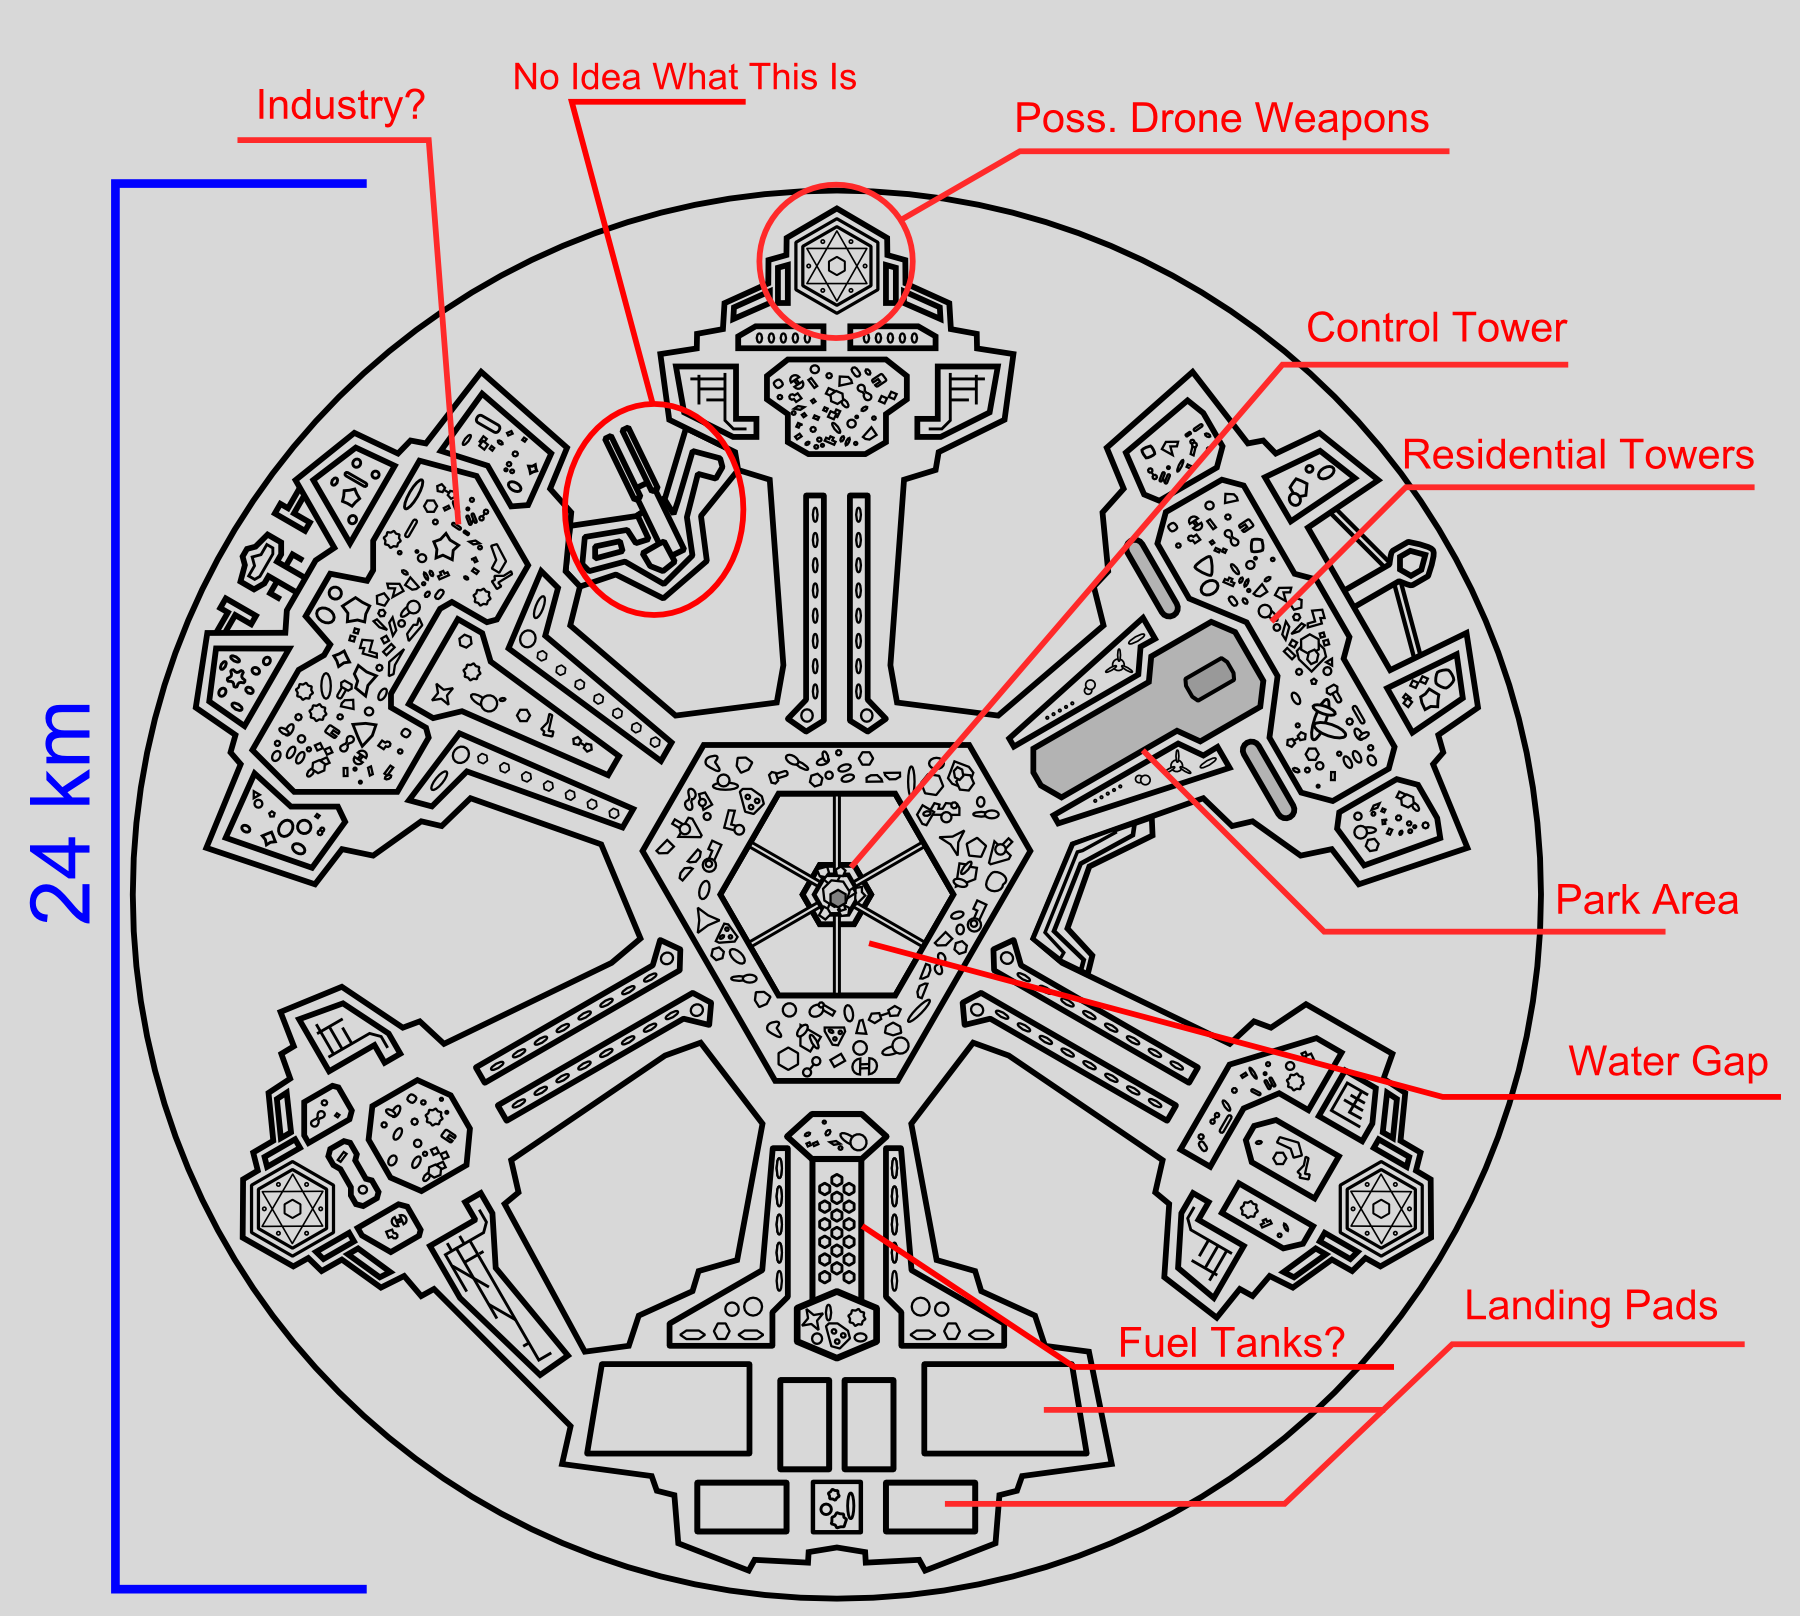 No Idea What This Is
Industry?
Poss. Drone Weapons
Control Tower
Residential Towers
24 km
Park Area
Water Gap
Landing Pads
Fuel Tanks?